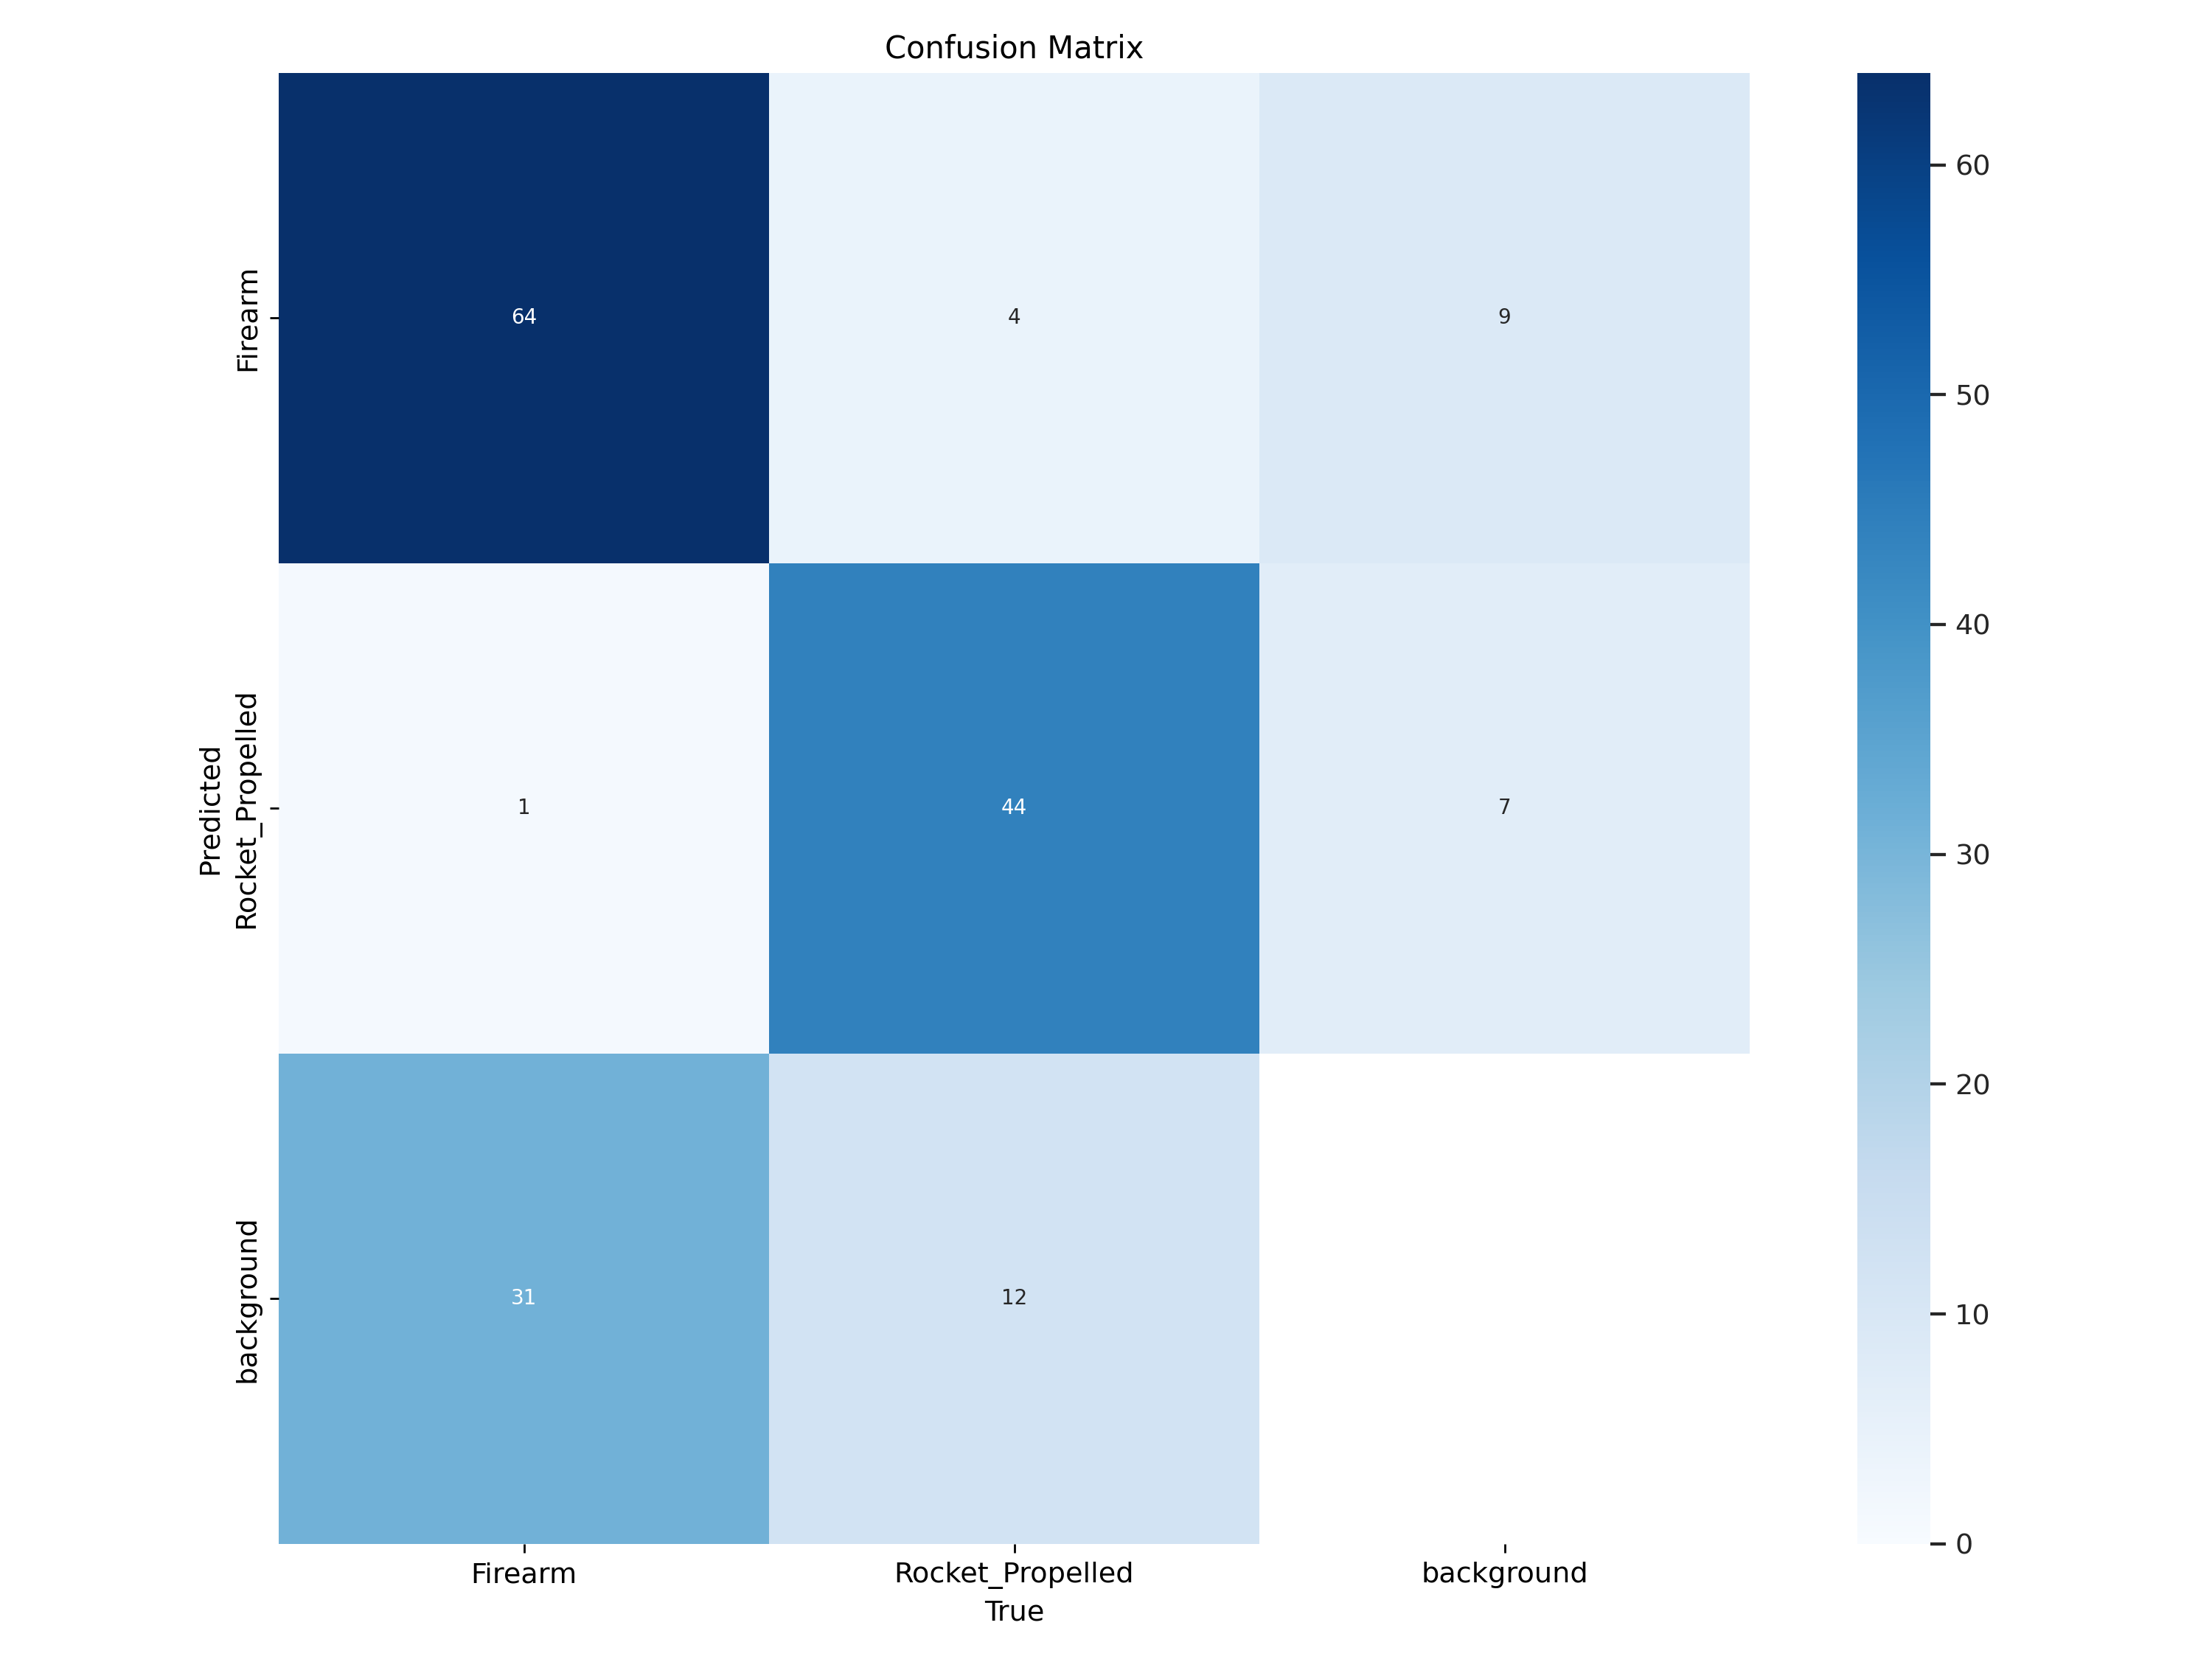 Confusion Matrix
Predicted
Firearm
64
4
9
Rocket_Propelled
1
44
7
background
31
12
Firearm
Rocket_Propelled
background
True
60
50
40
30
20
10
0